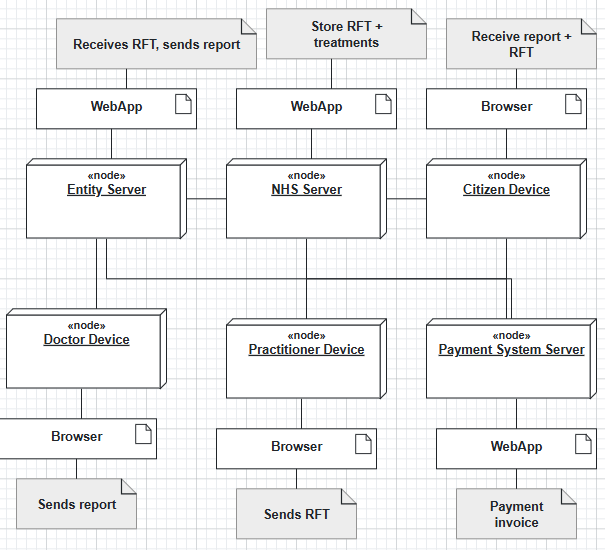 Receives RFT, sends report
Store RFT +
treatments
Receive report +
RFT
WebApp
WebApp
Browser
«node»
Entity Server
«node»
NHS Server
«node»
Citizen Device
«node»
Doctor Device
«node»
Practitioner Device
«node»
Payment System Server
Browser
Browser
WebApp
Sends report
Sends RFT
Payment
invoice